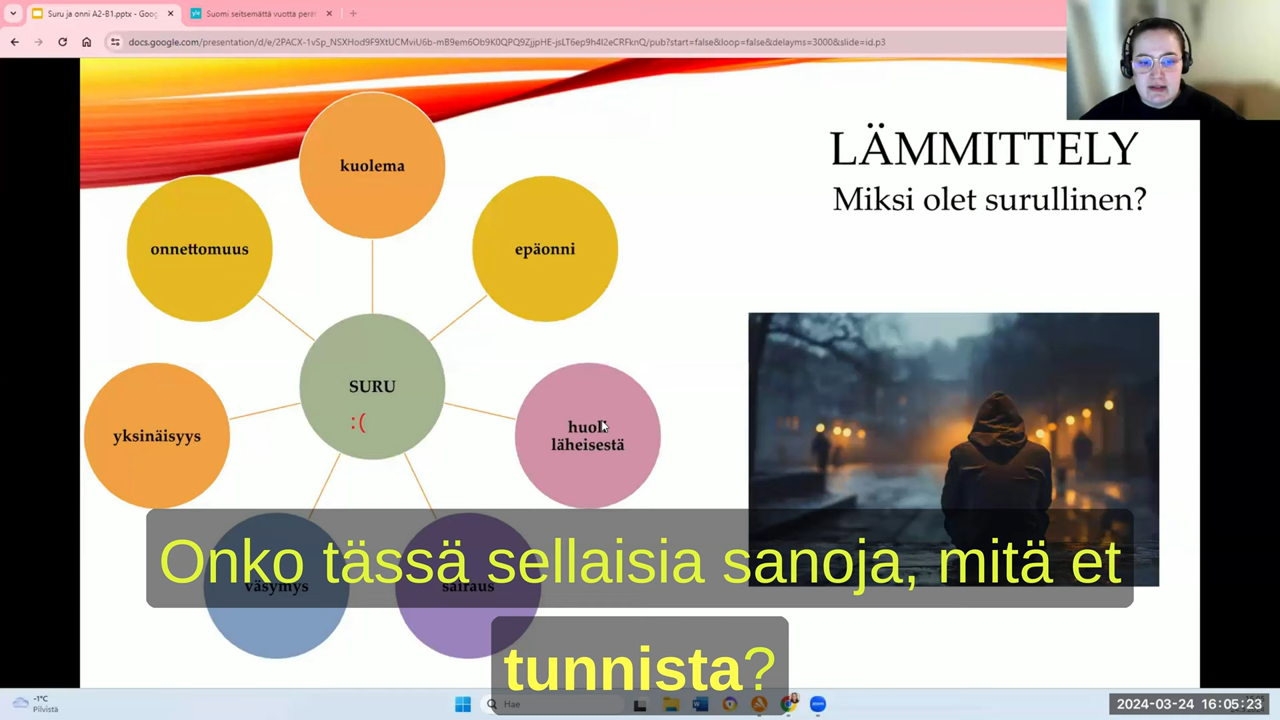 Suru ja onni A2-B1.pptx - Goog
Suomi seitsemättä vuotta perät
docs.google.com/presentation/d/e/2PACX-1vSp_NSXHod9F9XtUCMviU6b-mB9em6Ob9K0QPQ9ZjjpHE-jsLT6ep9h4I2eCRFknQ/pub?start=false&loop=false&delayms=3000&slide=id.p3
LÄMMITTELY
Miksi olet surullinen?
kuolema
onnettomuus
epäonni
SURU
:(
yksinäisyys
huoli
läheisestä
väsymys
sairaus
Onko tässä sellaisia sanoja, mitä et
tunnista?
-1°C
Pilvistä
Hae
2024-03-24 16:05:23